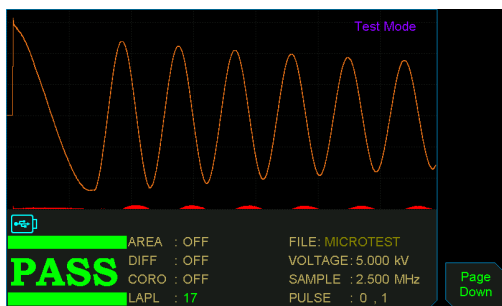 Test Mode
AREA : OFF
FILE: MICROTEST
DIFF : OFF
VOLTAGE: 5.000 kV
PASS
CORO : OFF
SAMPLE : 2.500 MHz
LAPL : 17
PULSE : 0 , 1
Page
Down